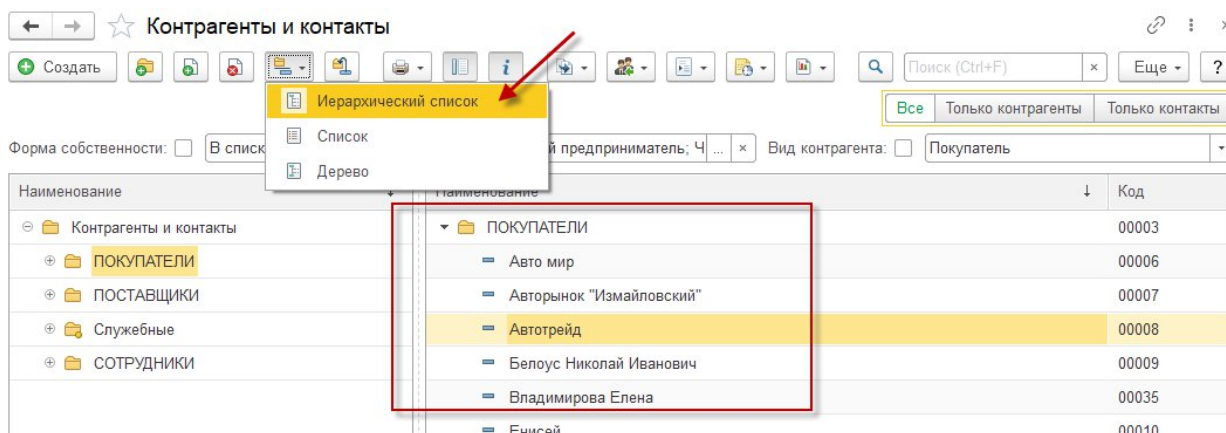 Контрагенты и контакты
Создать
Поиск (Ctrl+F)
Еще
?
Иерархический список
Список
Дерево
Все Только контрагенты Только контакты
Форма собственности: В списк й предприниматель; Ч ... Вид контрагента: Покупатель
Наименование Наименование Код
Контрагенты и контакты ПОКУПАТЕЛИ 00003
ПОКУПАТЕЛИ Авто мир 00006
ПОСТАВЩИКИ Авторынок "Измайловский" 00007
Служебные Автотрейд 00008
СОТРУДНИКИ Белоус Николай Иванович 00009
Владимирова Елена 00035
Енисей 00010